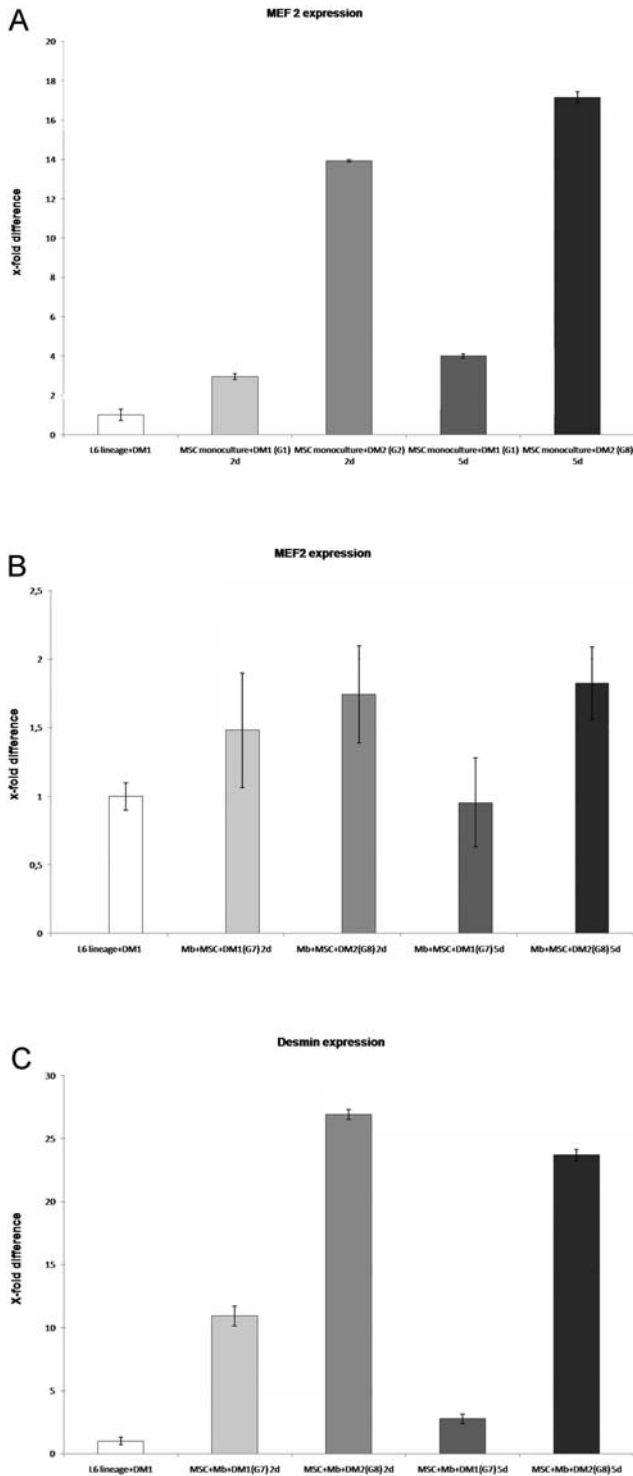 A
MEF 2 expression
20
18
16
14
12
10
8
6
4
2
0
x-fold difference
L6 lineage+DM1
MSC monoculture+DM1 (G1)
2d
MSC monoculture+DM2 (G2)
2d
MSC monoculture+DM1 (G1)
5d
MSC monoculture+DM2 (G8)
5d
B
MEF2 expression
2,5
2
1,5
1
0,5
0
x-fold difference
L6 lineage+DM1
Mb+MSC+DM1(G7) 2d
Mb+MSC+DM2(G8) 2d
Mb+MSC+DM1(G7) 5d
Mb+MSC+DM2(G8) 5d
C
Desmin expression
30
25
20
15
10
5
0
X-fold difference
L6 lineage+DM1
MSC+Mb+DM1(G7) 2d
MSC+Mb+DM2(G8) 2d
MSC+Mb+DM1(G7) 5d
MSC+Mb+DM2(G8) 5d